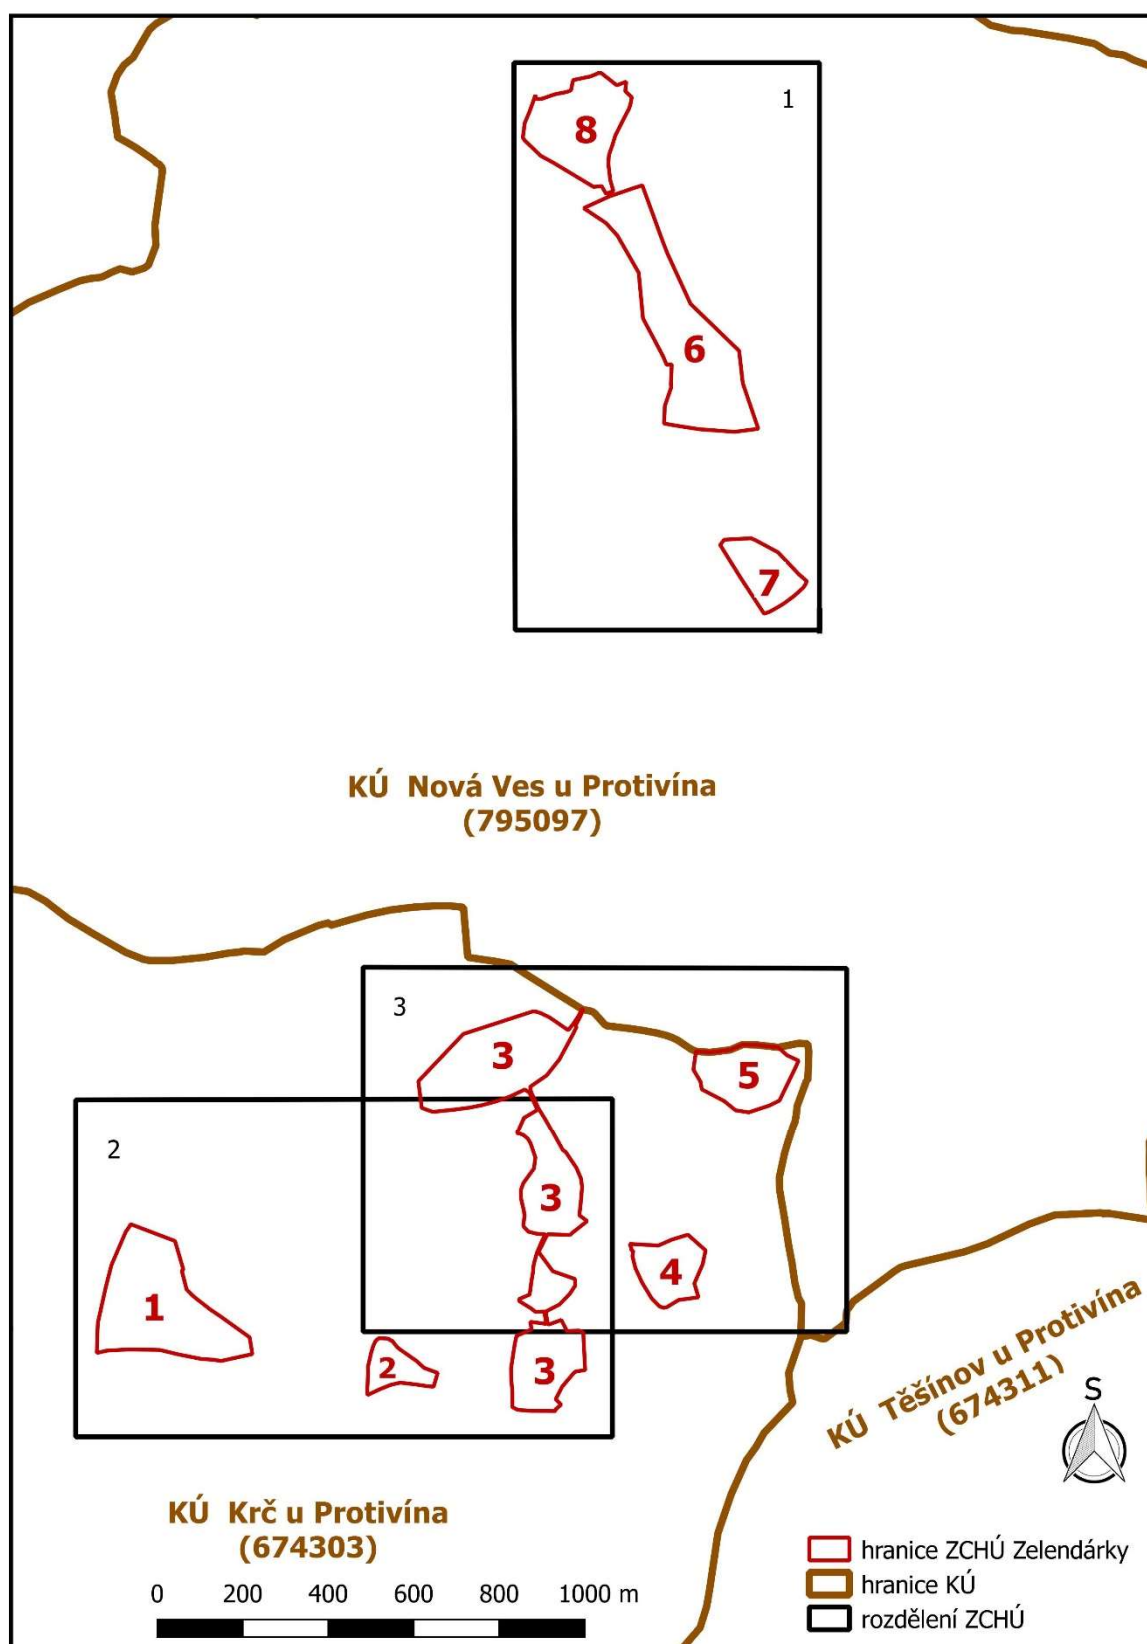 1
8
6
7
KÚ Nová Ves u Protivína
(795097)
3
3
5
2
3
4
1
2
3
KÚ Těšínov u Protivína
(674311)
S
KÚ Krč u Protivína
(674303)
0 200 400 600 800 1000 m
hranice ZCHÚ Zelendárky
hranice KÚ
rozdělení ZCHÚ